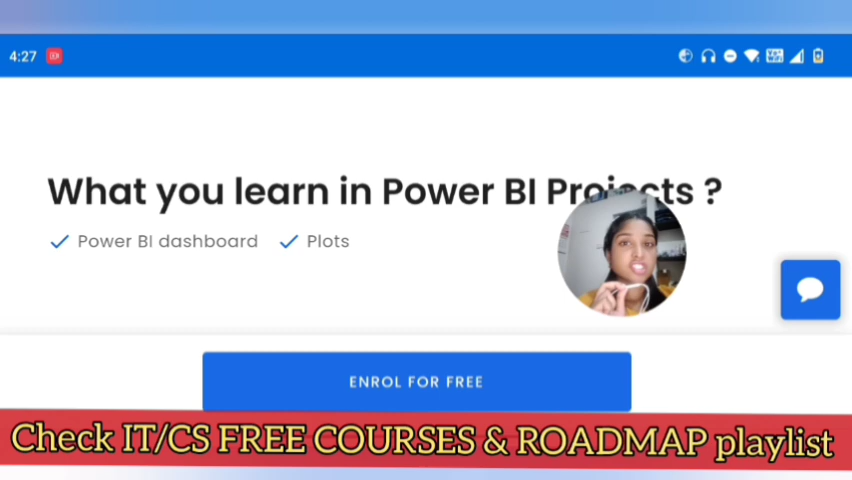 4:27
What you learn in Power BI Projects ?
Power BI dashboard Plots
ENROL FOR FREE
Check IT/CS FREE COURSES & ROADMAP playlist